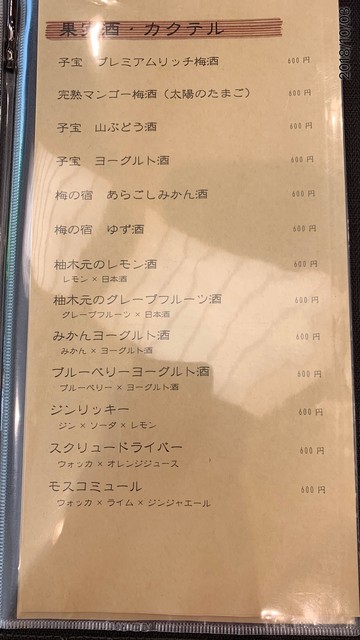 果実酒・カクテル
子宝 プレミアムリッチ梅酒 600円
完熟マンゴー梅酒（太陽のたまご） 600円
子宝 山ぶどう酒 600円
子宝 ヨーグルト酒 600円
梅の宿 あらごしみかん酒 600円
梅の宿 ゆず酒 600円
柚木元のレモン酒 600円
レモン × 日本酒
柚木元のグレープフルーツ酒 600円
グレープフルーツ × 日本酒
みかんヨーグルト酒 600円
みかん × ヨーグルト酒
ブルーベリーヨーグルト酒 600円
ブルーベリー × ヨーグルト酒
ジンリッキー 600円
ジン × ソーダ × レモン
スクリュードライバー 600円
ウォッカ × オレンジジュース
モスコミュール 600円
ウォッカ × ライム × ジンジャエール
2018/10/08